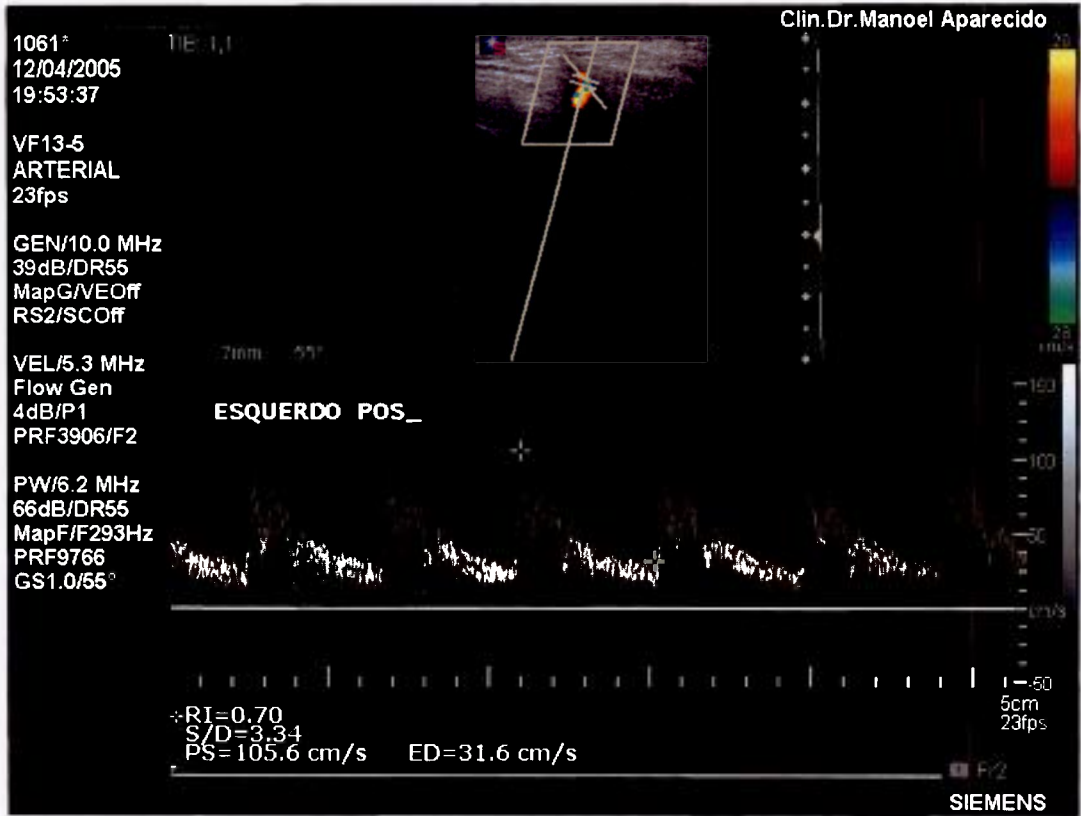 Clin.Dr.Manoel Aparecido
1061*
12/04/2005
19:53:37
VF13-5
ARTERIAL
23fps
GEN/10.0 MHz
39dB/DR55
MapG/VEOff
RS2/SCOff
VEL/5.3 MHz
Flow Gen
4dB/P1
PRF3906/F2
PW/6.2 MHz
66dB/DR55
MapF/F293Hz
PRF9766
GS1.0/55°
7mm 55°
ESQUERDO POS_
150
100
50
cm/s
-50
5cm
23fps
RI=0.70
S/D=3.34
PS=105.6 cm/s ED=31.6 cm/s
SIEMENS